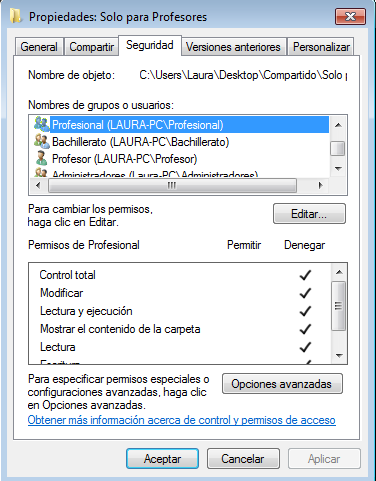 Propiedades: Solo para Profesores
General Compartir Seguridad Versiones anteriores Personalizar
Nombre de objeto: C:\Users\Laura\Desktop\Compartido\Solo p
Nombres de grupos o usuarios:
Profesional (LAURA-PC\Profesional)
Bachillerato (LAURA-PC\Bachillerato)
Profesor (LAURA-PC\Profesor)
Administradores (LAURA-PC\Administradores)
Para cambiar los permisos,
haga clic en Editar.
Editar...
Permisos de Profesional Permitir Denegar
Control total
Modificar
Lectura y ejecución
Mostrar el contenido de la carpeta
Lectura
Escritura
Para especificar permisos especiales o
configuraciones avanzadas, haga clic
en Opciones avanzadas.
Opciones avanzadas
Obtener más información acerca de control y permisos de acceso
Aceptar Cancelar Aplicar